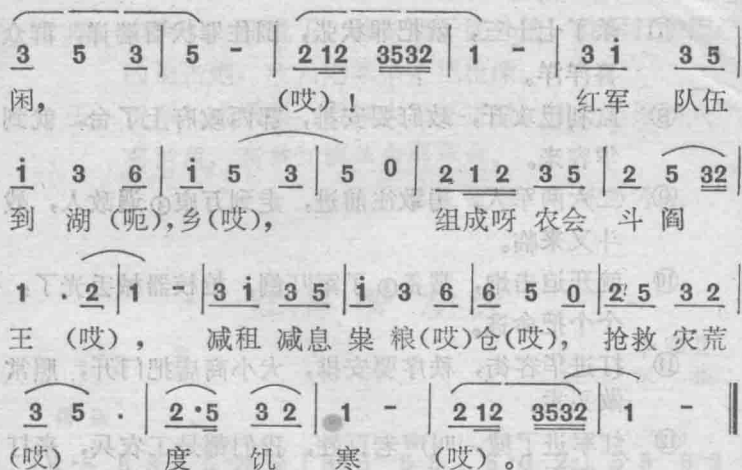 3 5 3 | 5 - | 2 12 3532 | 1 - | 3 i 3 5 |
闲， （哎）！ 红军 队伍
i 3 6 | i 5 3 | 5 0 | 2 1 2 3 5 | 2 5 32 |
到 湖（呃），乡（哎）， 组成呀 农会 斗 阎
1 . 2 | 1 - | 3 i 3 5 | i 3 6 | 6 5 0 | 2 5 3 2 |
王 （哎）， 减租 减息 粜 粮（哎）仓（哎）， 抢救 灾荒
3 5 . | 2·5 3 2 | 1 - | 2 12 3532 | 1 - ‖
（哎） 度 饥 寒 （哎）。